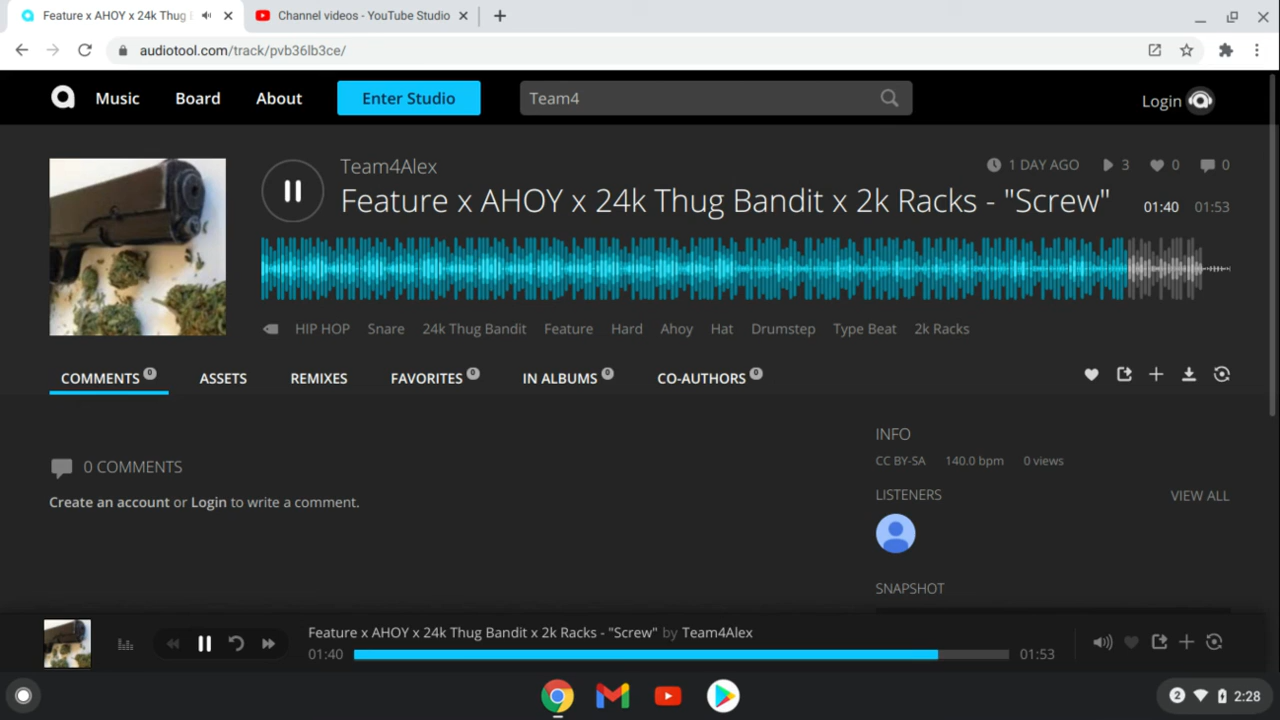 Feature x AHOY x 24k Thug
Channel videos - YouTube Studio
audiotool.com/track/pvb36lb3ce/
Music Board About Enter Studio Team4 Login
Team4Alex
1 DAY AGO 3 0 0
Feature x AHOY x 24k Thug Bandit x 2k Racks - "Screw"
01:40 01:53
HIP HOP Snare 24k Thug Bandit Feature Hard Ahoy Hat Drumstep Type Beat 2k Racks
COMMENTS 0 ASSETS REMIXES FAVORITES 0 IN ALBUMS 0 CO-AUTHORS 0
INFO
0 COMMENTS
CC BY-SA 140.0 bpm 0 views
Create an account or Login to write a comment.
LISTENERS VIEW ALL
SNAPSHOT
Feature x AHOY x 24k Thug Bandit x 2k Racks - "Screw" by Team4Alex
01:40 01:53
2 2:28